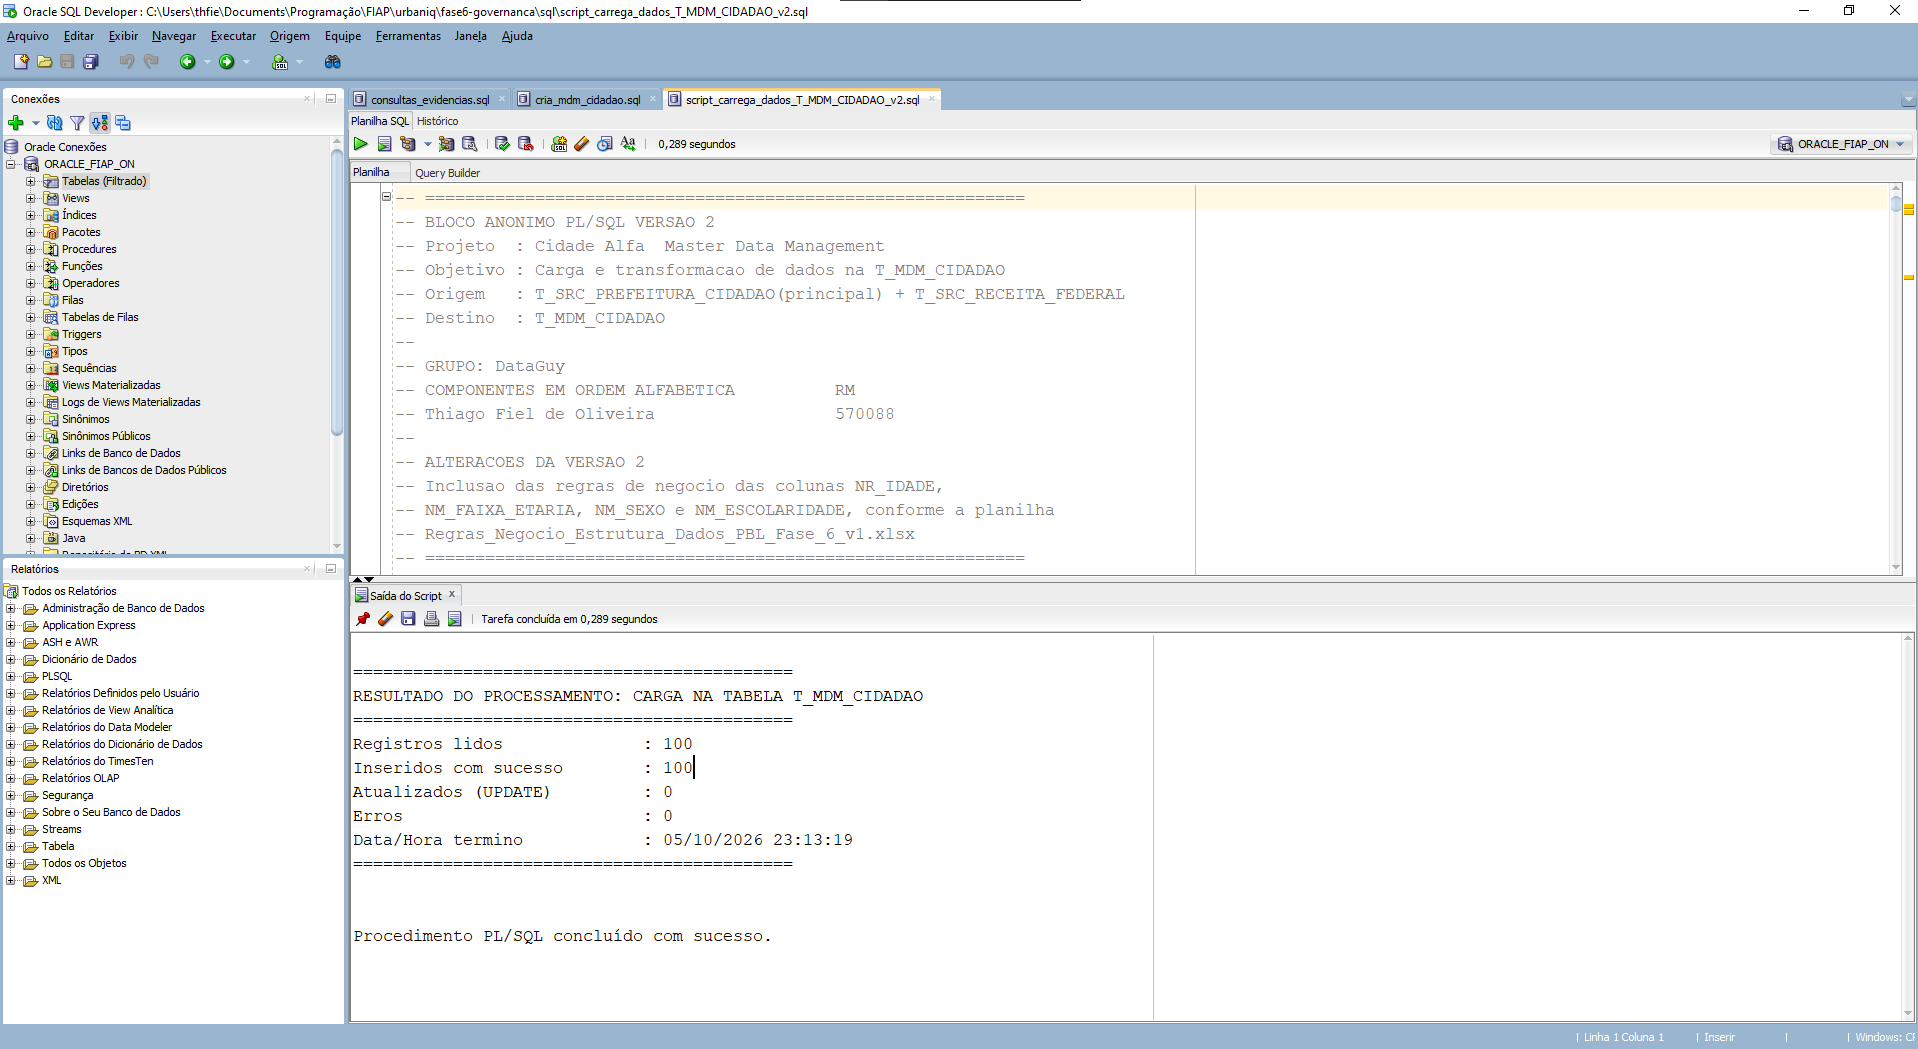 Oracle SQL Developer : C:\Users\thfie\Documents\Programação\FIAP\urbaniq\fase6-governanca\sql\script_carrega_dados_T_MDM_CIDADAO_v2.sql
Arquivo Editar Exibir Navegar Executar Origem Equipe Ferramentas Janela Ajuda
Conexões
Oracle Conexões
ORACLE_FIAP_ON
Tabelas (Filtrado)
Views
Índices
Pacotes
Procedures
Funções
Operadores
Filas
Tabelas de Filas
Triggers
Tipos
Sequências
Views Materializadas
Logs de Views Materializadas
Sinônimos
Sinônimos Públicos
Links de Banco de Dados
Links de Bancos de Dados Públicos
Diretórios
Edições
Esquemas XML
Java
Relatórios
Todos os Relatórios
Administração de Banco de Dados
Application Express
ASH e AWR
Dicionário de Dados
PLSQL
Relatórios Definidos pelo Usuário
Relatórios de View Analítica
Relatórios do Data Modeler
Relatórios do Dicionário de Dados
Relatórios do TimesTen
Relatórios OLAP
Segurança
Sobre o Seu Banco de Dados
Streams
Tabela
Todos os Objetos
XML
consultas_evidencias.sql cria_mdm_cidadao.sql script_carrega_dados_T_MDM_CIDADAO_v2.sql
Planilha SQL Histórico
0,289 segundos
ORACLE_FIAP_ON
Planilha Query Builder
-- ============================================================
-- BLOCO ANONIMO PL/SQL VERSAO 2
-- Projeto  : Cidade Alfa  Master Data Management
-- Objetivo : Carga e transformacao de dados na T_MDM_CIDADAO
-- Origem   : T_SRC_PREFEITURA_CIDADAO(principal) + T_SRC_RECEITA_FEDERAL
-- Destino  : T_MDM_CIDADAO
--
-- GRUPO: DataGuy
-- COMPONENTES EM ORDEM ALFABETICA          RM
-- Thiago Fiel de Oliveira                  570088
--
-- ALTERACOES DA VERSAO 2
-- Inclusao das regras de negocio das colunas NR_IDADE,
-- NM_FAIXA_ETARIA, NM_SEXO e NM_ESCOLARIDADE, conforme a planilha
-- Regras_Negocio_Estrutura_Dados_PBL_Fase_6_v1.xlsx
-- ============================================================
Saída do Script
Tarefa concluída em 0,289 segundos
============================================
RESULTADO DO PROCESSAMENTO: CARGA NA TABELA T_MDM_CIDADAO
============================================
Registros lidos              : 100
Inseridos com sucesso        : 100
Atualizados (UPDATE)         : 0
Erros                        : 0
Data/Hora termino            : 05/10/2026 23:13:19
============================================
Procedimento PL/SQL concluído com sucesso.
Linha 1 Coluna 1 Inserir Windows: